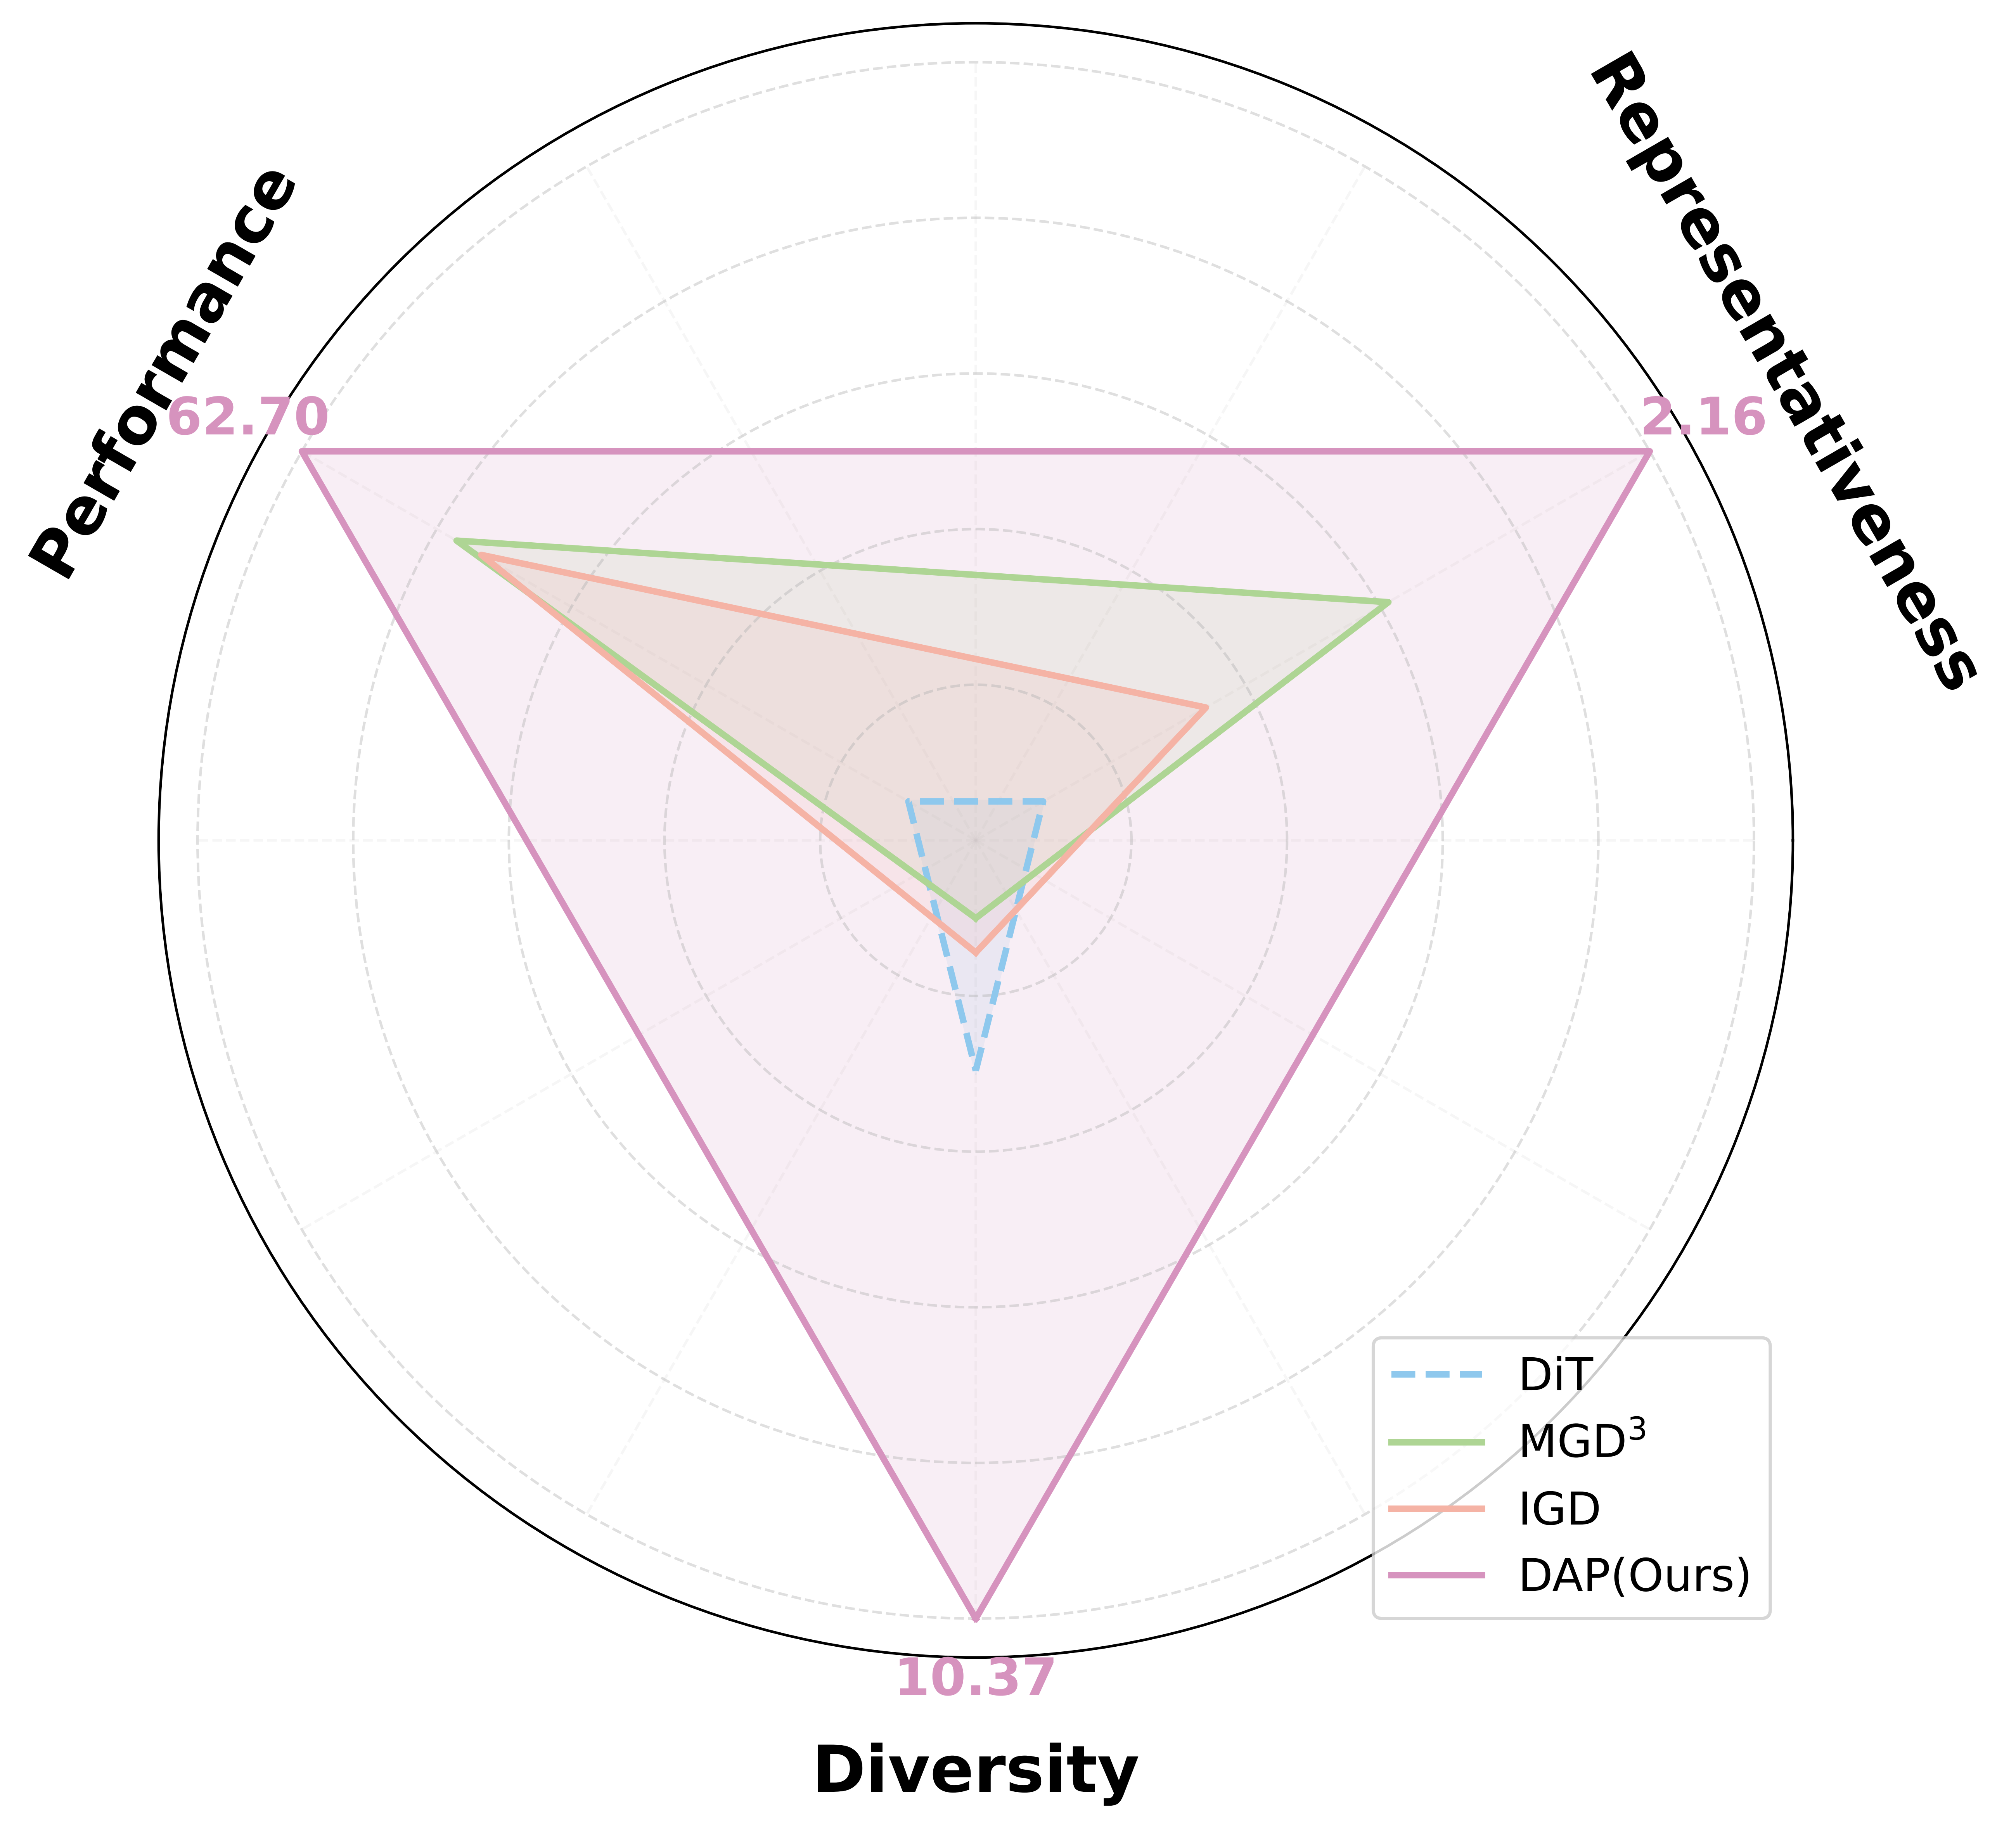 Performance
Representativeness
62.70
2.16
DiT
MGD³
IGD
DAP(Ours)
10.37
Diversity